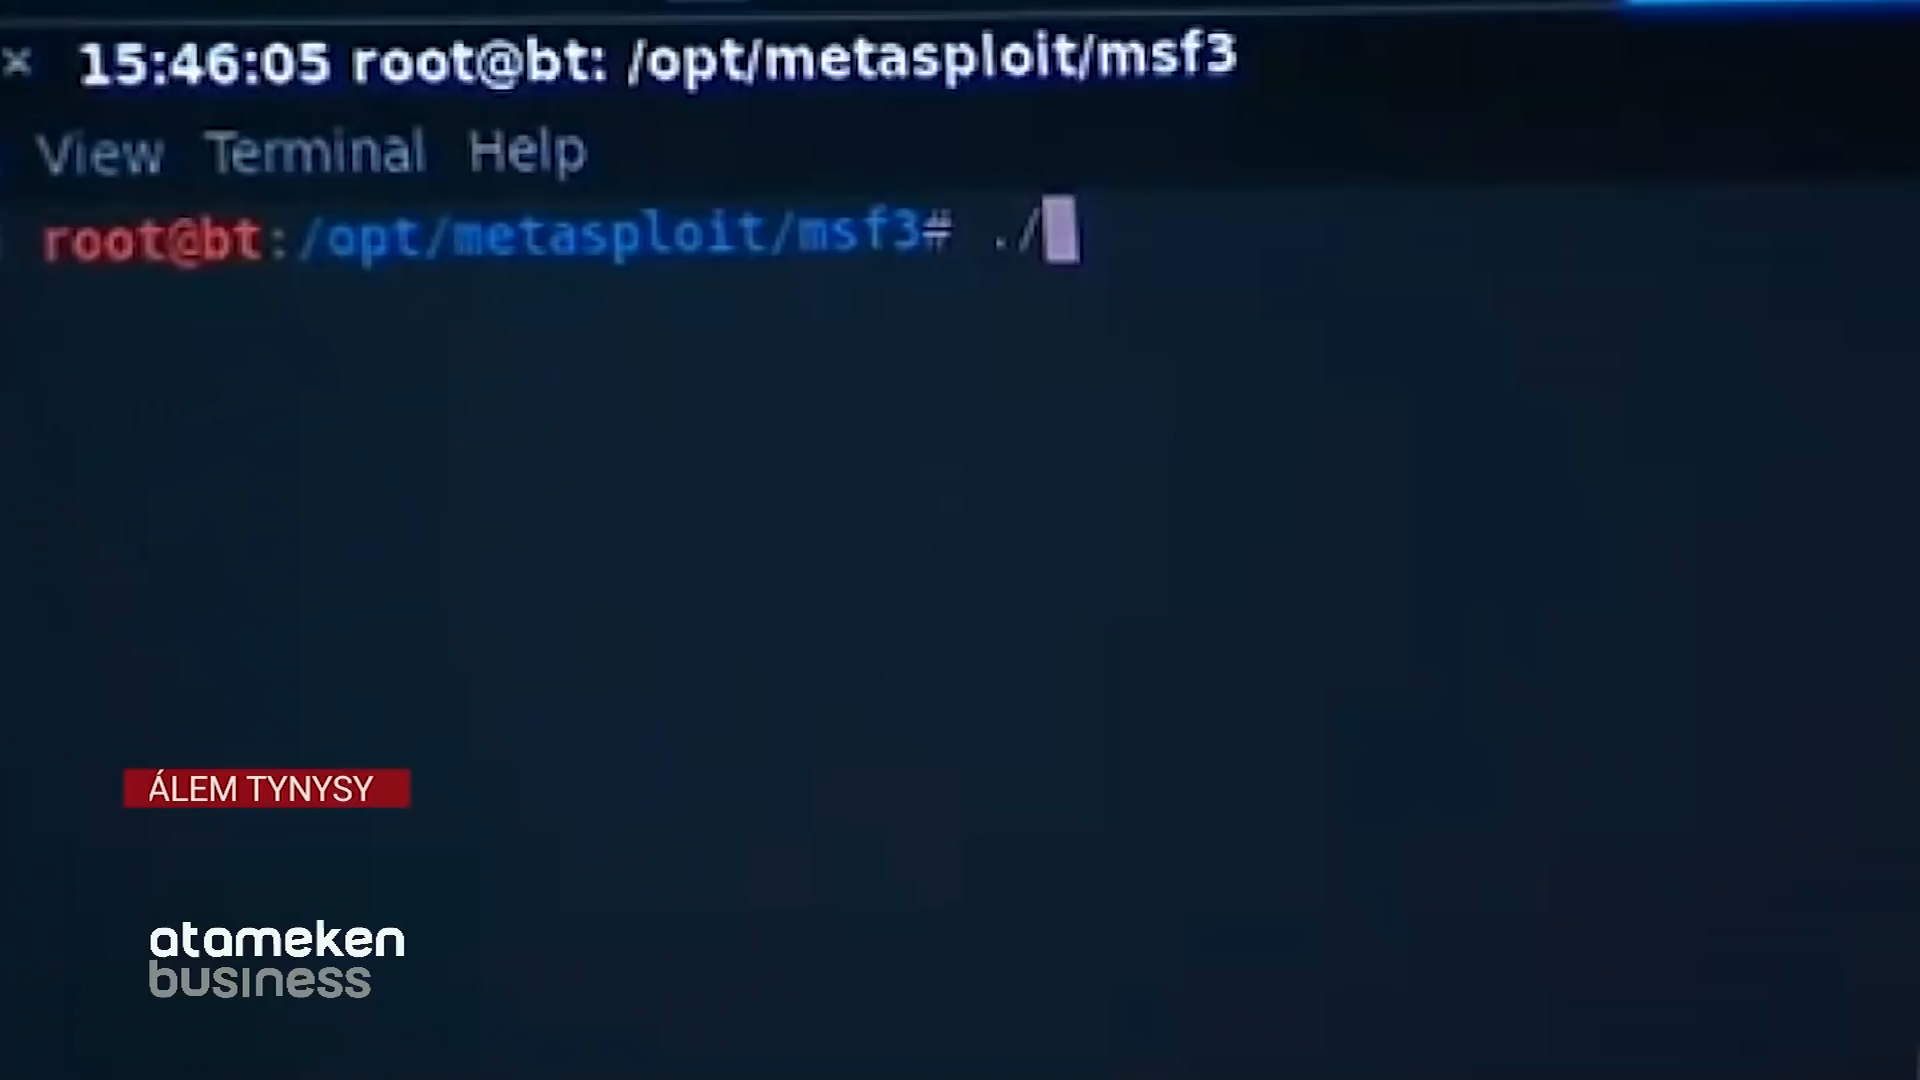 × 15:46:05 root@bt: /opt/metasploit/msf3
View Terminal Help
root@bt:/opt/metasploit/msf3# ./
ÁLEM TYNYSY
atameken
business